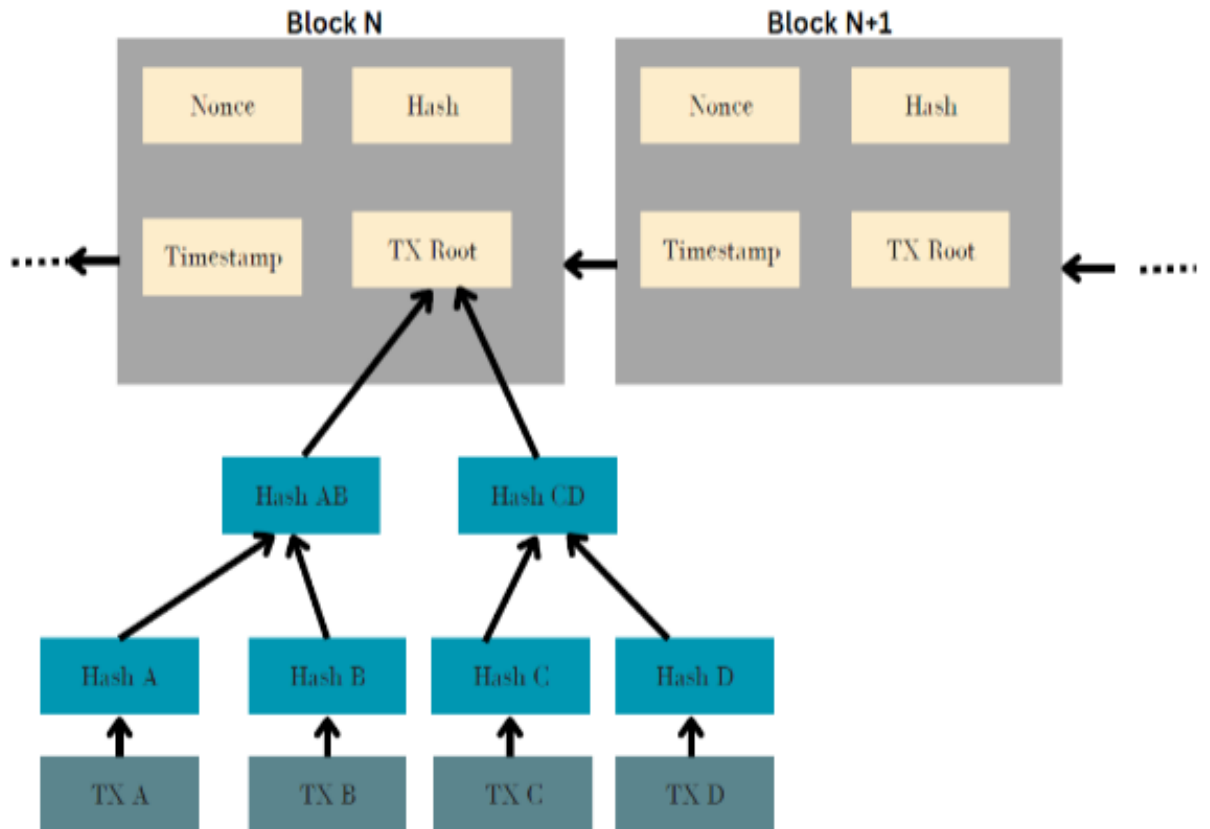 Block N
Block N+1
Nonce
Hash
Nonce
Hash
Timestamp
TX Root
Timestamp
TX Root
Hash AB
Hash CD
Hash A
Hash B
Hash C
Hash D
TX A
TX B
TX C
TX D